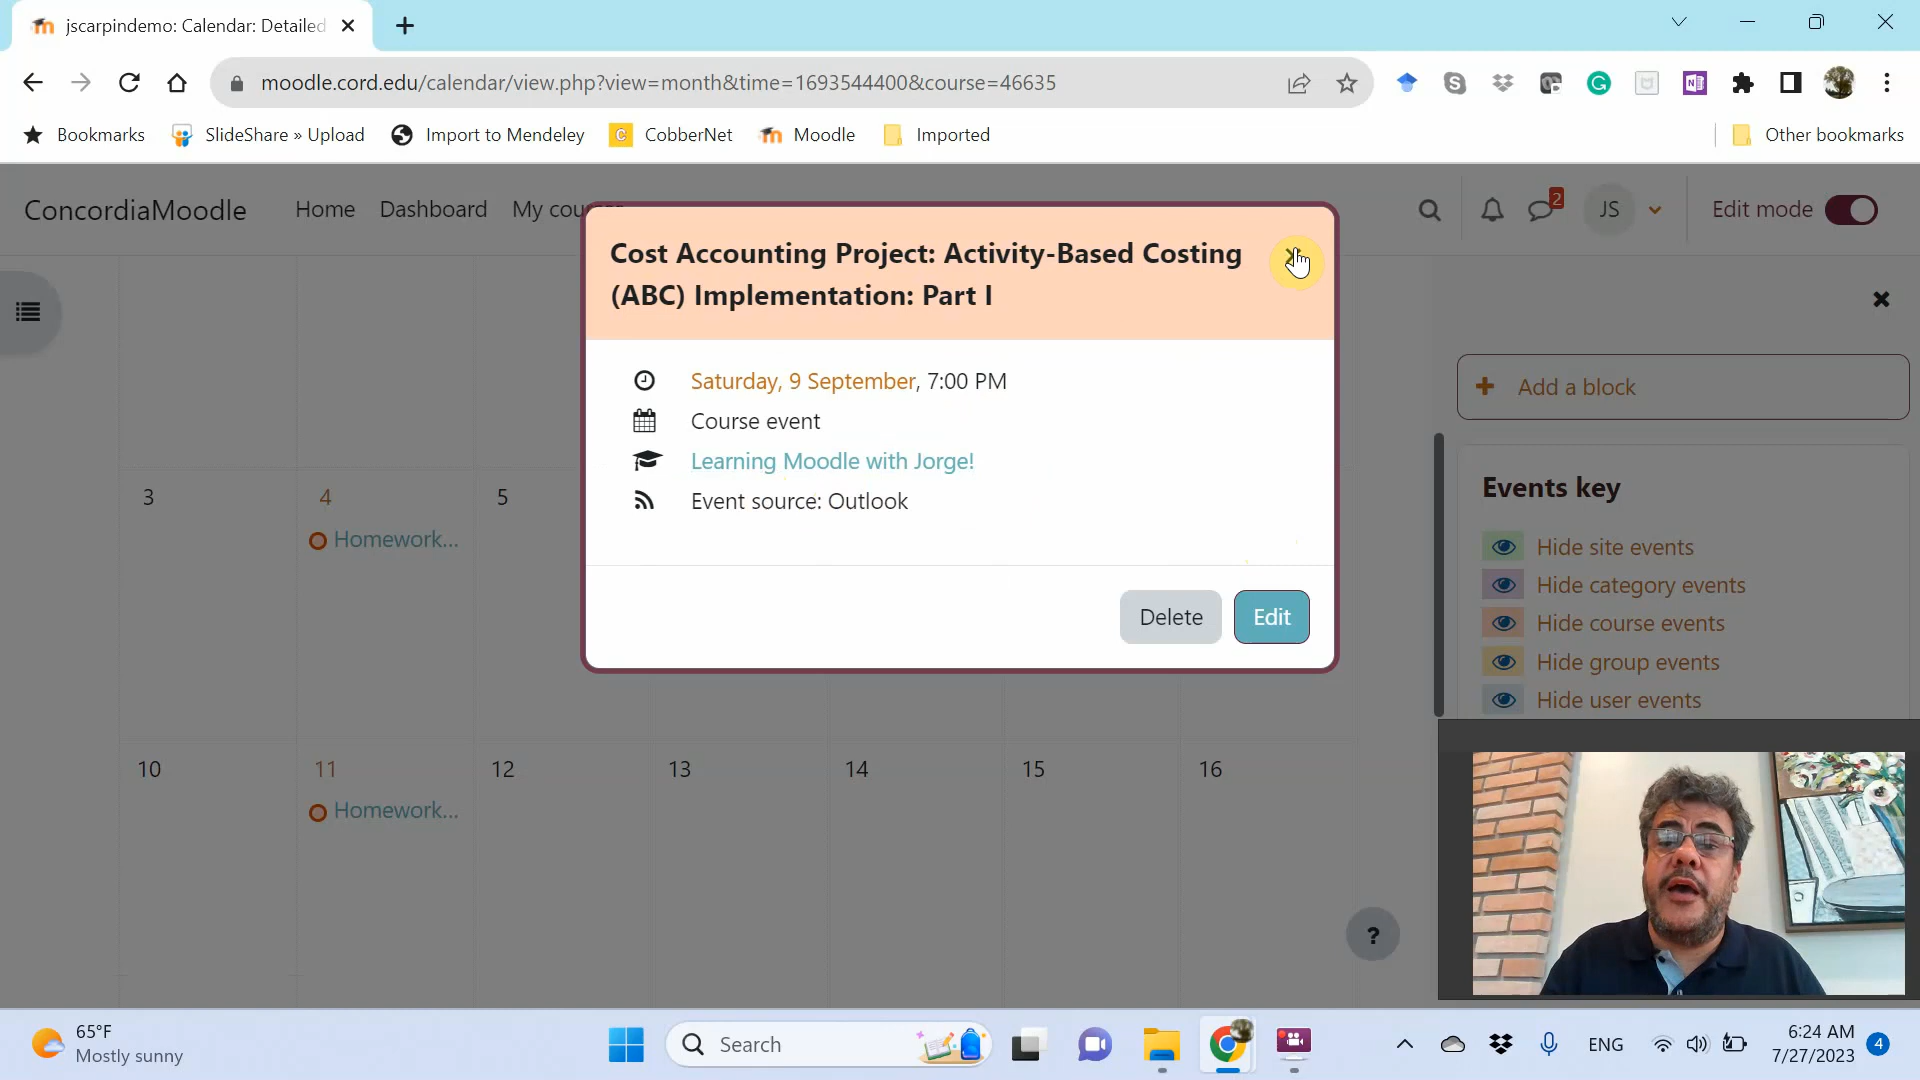 jscarpindemo: Calendar: Detailed
moodle.cord.edu/calendar/view.php?view=month&time=1693544400&course=46635
Bookmarks SlideShare » Upload Import to Mendeley CobberNet Moodle Imported Other bookmarks
ConcordiaMoodle Home Dashboard My cou 2 JS Edit mode
Cost Accounting Project: Activity-Based Costing
(ABC) Implementation: Part I
Saturday, 9 September, 7:00 PM
Course event
Learning Moodle with Jorge!
Event source: Outlook
Delete Edit
Add a block
Events key
Hide site events
Hide category events
Hide course events
Hide group events
Hide user events
3 4 5
Homework...
10 11 12 13 14 15 16
Homework...
?
65°F
Mostly sunny
Search
ENG
6:24 AM
7/27/2023
4